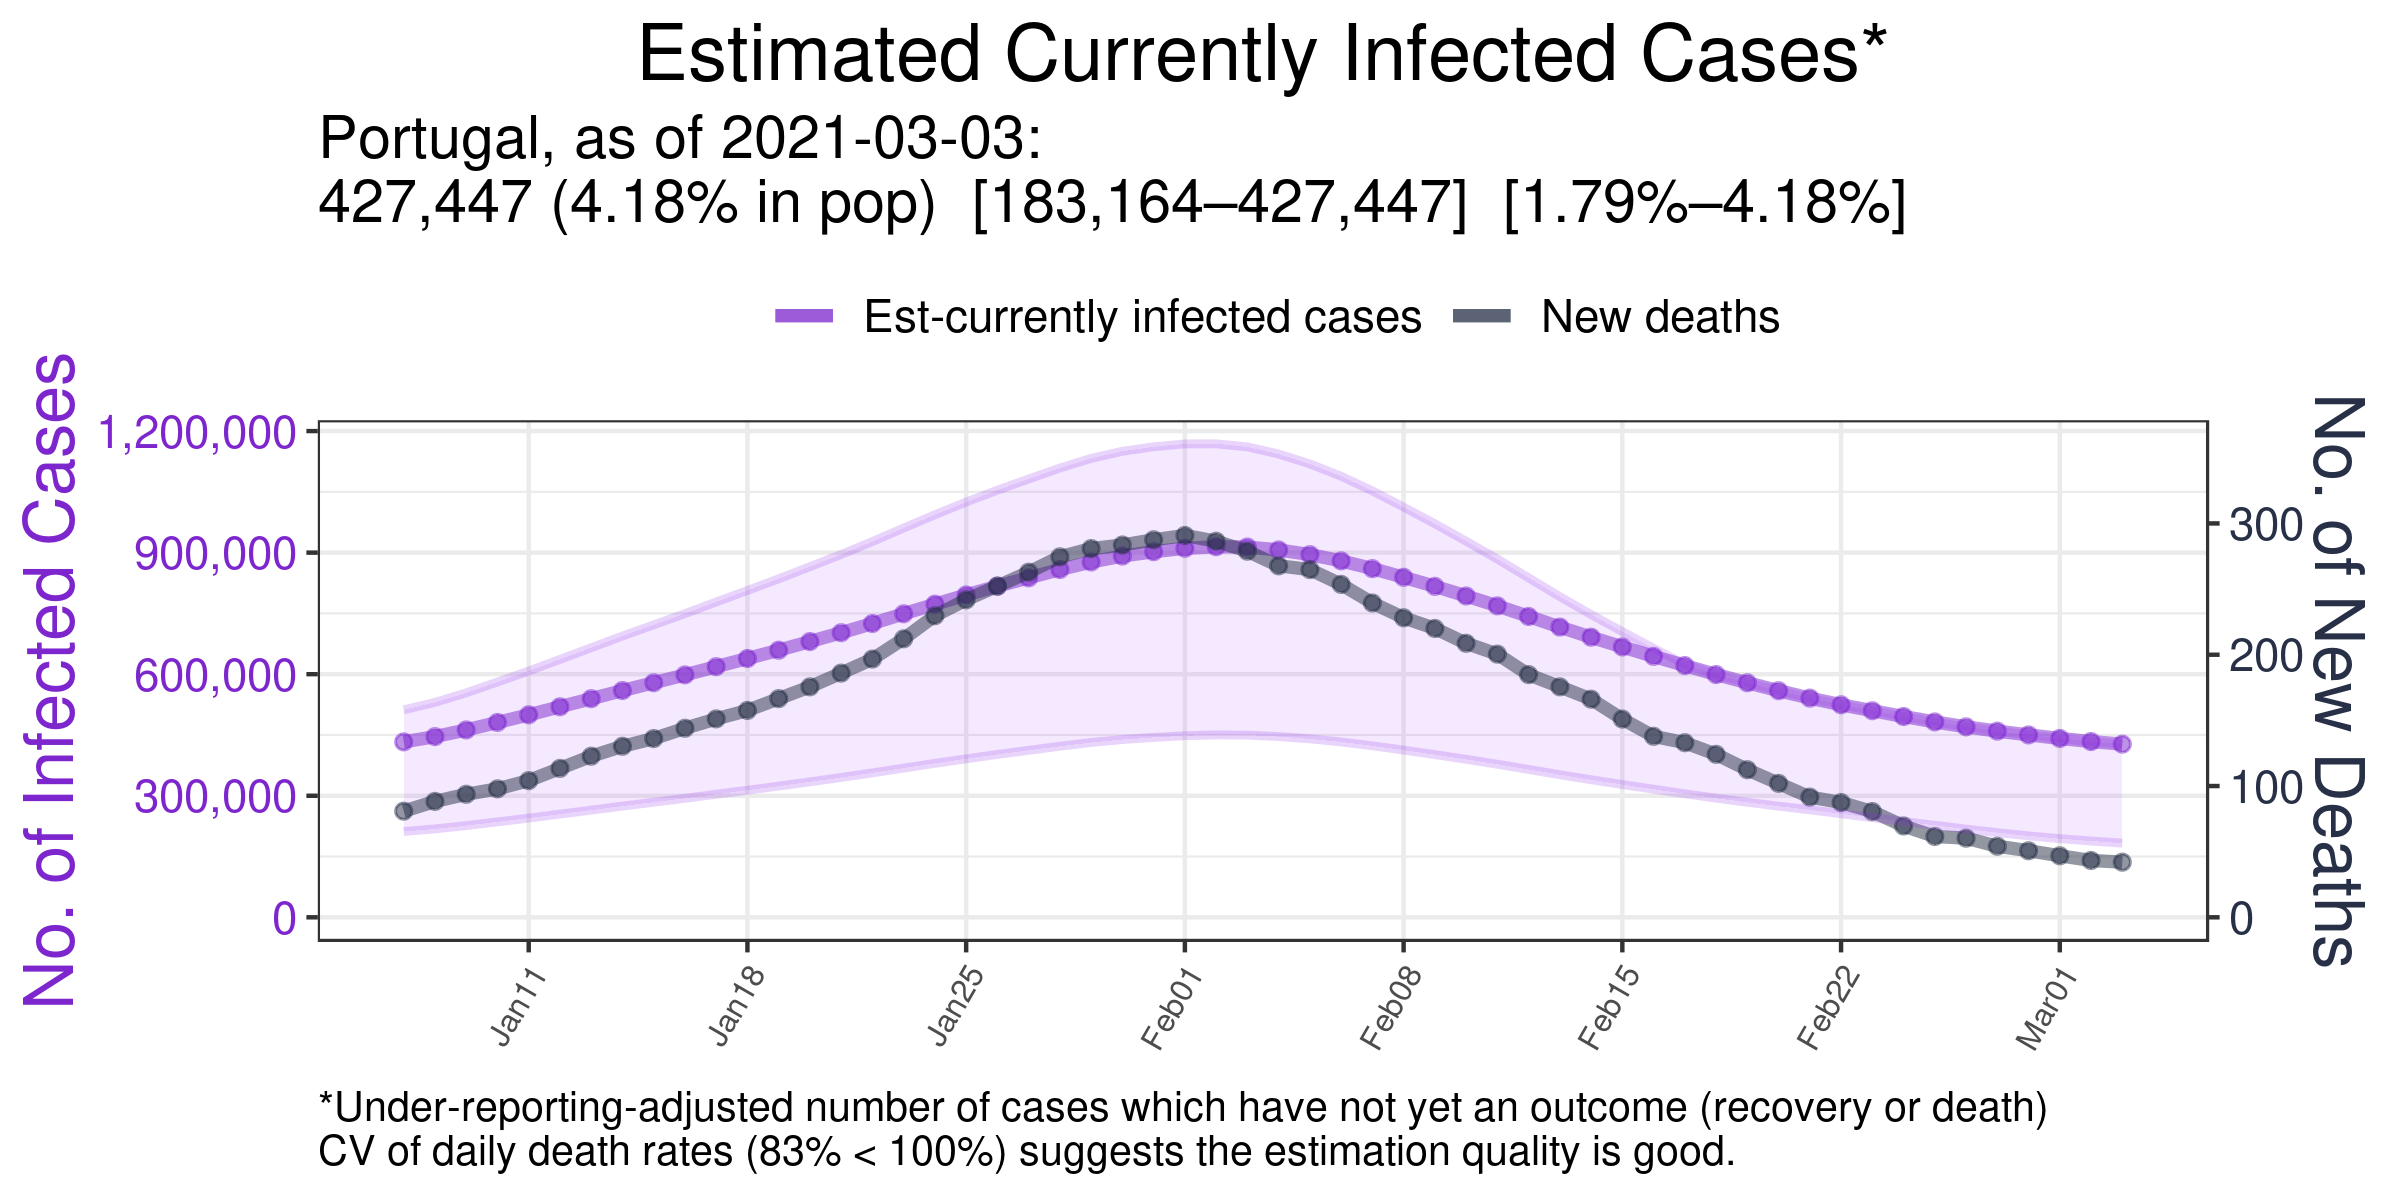 Estimated Currently Infected Cases*
Portugal, as of 2021-03-03:
427,447 (4.18% in pop)  [183,164–427,447]  [1.79%–4.18%]
Est-currently infected cases
New deaths
No. of Infected Cases
1,200,000
900,000
600,000
300,000
0
No. of New Deaths
300
200
100
0
Jan11
Jan18
Jan25
Feb01
Feb08
Feb15
Feb22
Mar01
*Under-reporting-adjusted number of cases which have not yet an outcome (recovery or death)
CV of daily death rates (83% < 100%) suggests the estimation quality is good.